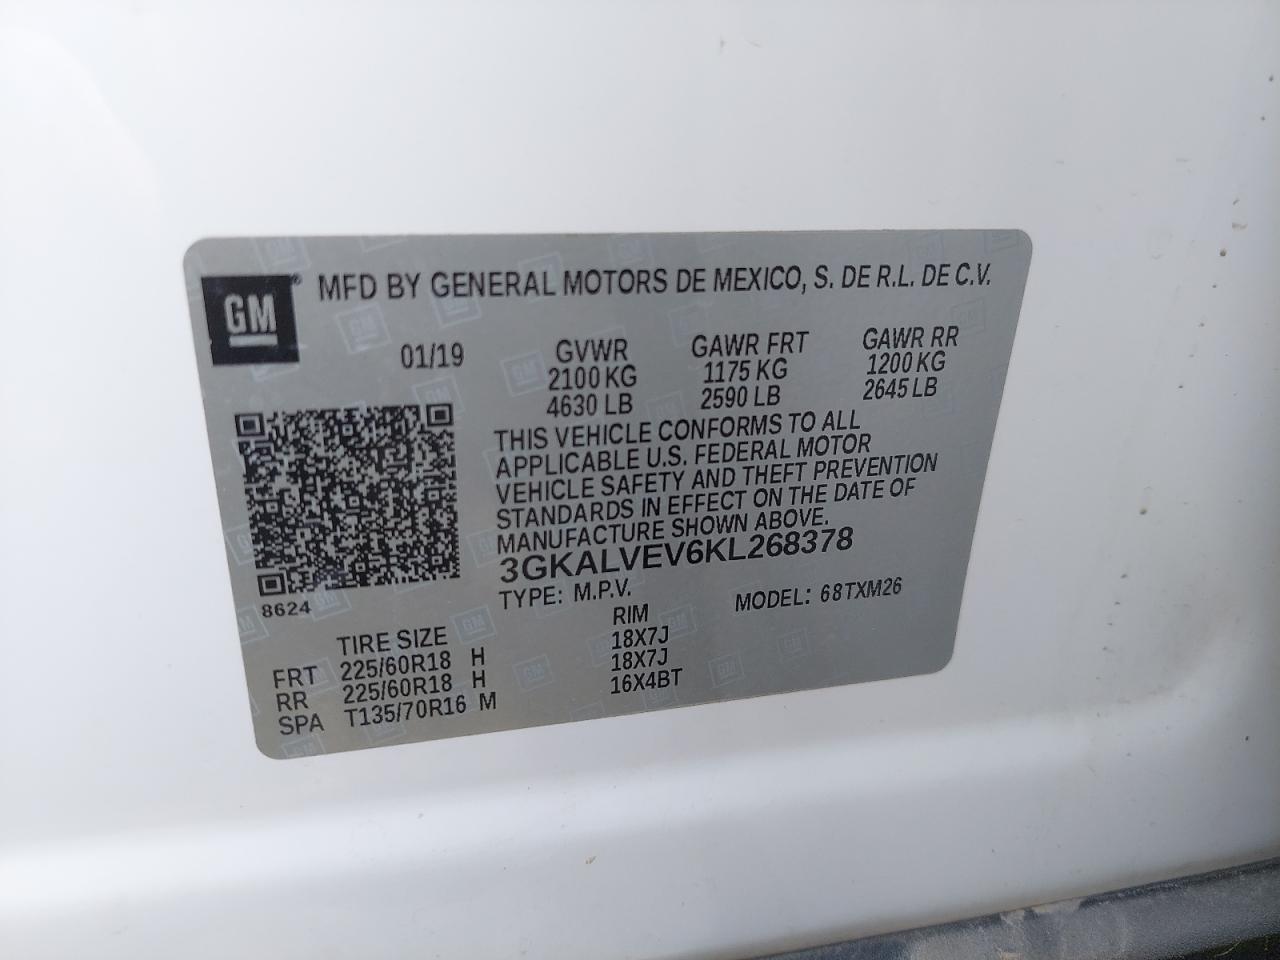 GM
MFD BY GENERAL MOTORS DE MEXICO, S. DE R.L. DE C.V.
01/19
GVWR
2100 KG
4630 LB
GAWR FRT
1175 KG
2590 LB
GAWR RR
1200 KG
2645 LB
THIS VEHICLE CONFORMS TO ALL
APPLICABLE U.S. FEDERAL MOTOR
VEHICLE SAFETY AND THEFT PREVENTION
STANDARDS IN EFFECT ON THE DATE OF
MANUFACTURE SHOWN ABOVE.
3GKALVEV6KL268378
TYPE: M.P.V. MODEL: 68TXM26
8624
TIRE SIZE RIM
FRT 225/60R18 H 18X7J
RR 225/60R18 H 18X7J
SPA T135/70R16 M 16X4BT